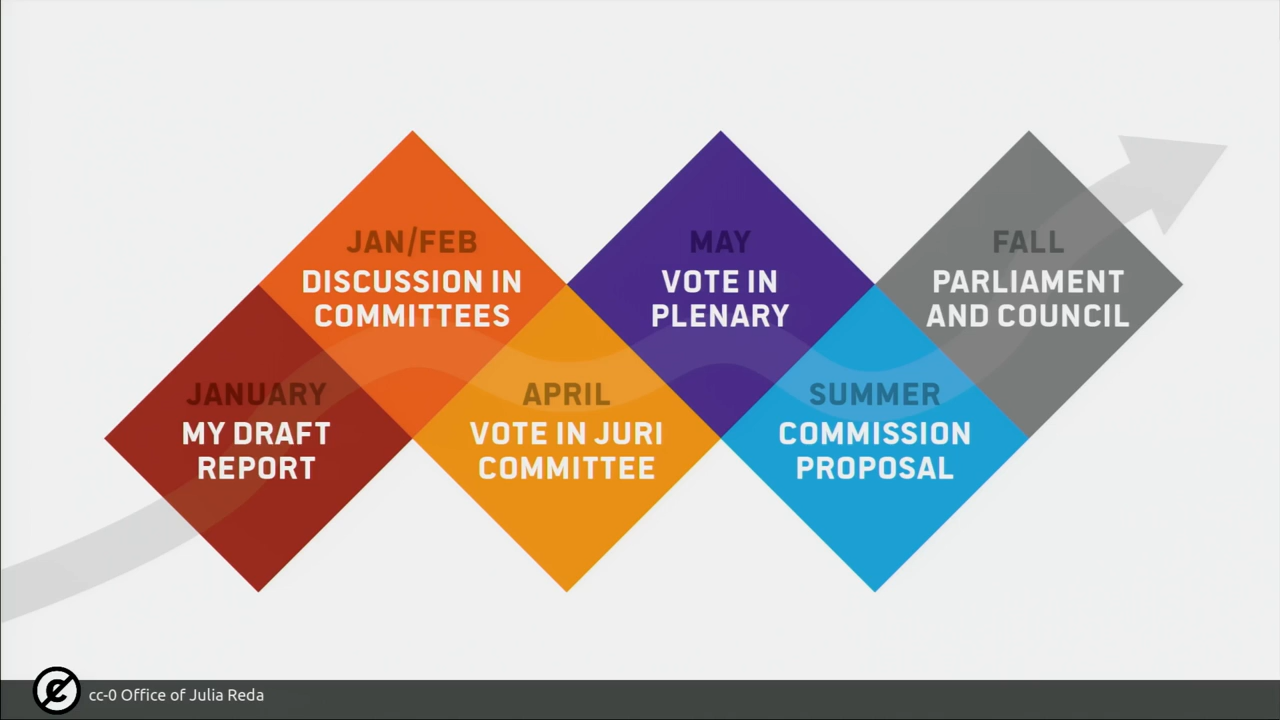 JANUARY
MY DRAFT
REPORT
JAN/FEB
DISCUSSION IN
COMMITTEES
APRIL
VOTE IN JURI
COMMITTEE
MAY
VOTE IN
PLENARY
SUMMER
COMMISSION
PROPOSAL
FALL
PARLIAMENT
AND COUNCIL
cc-0 Office of Julia Reda